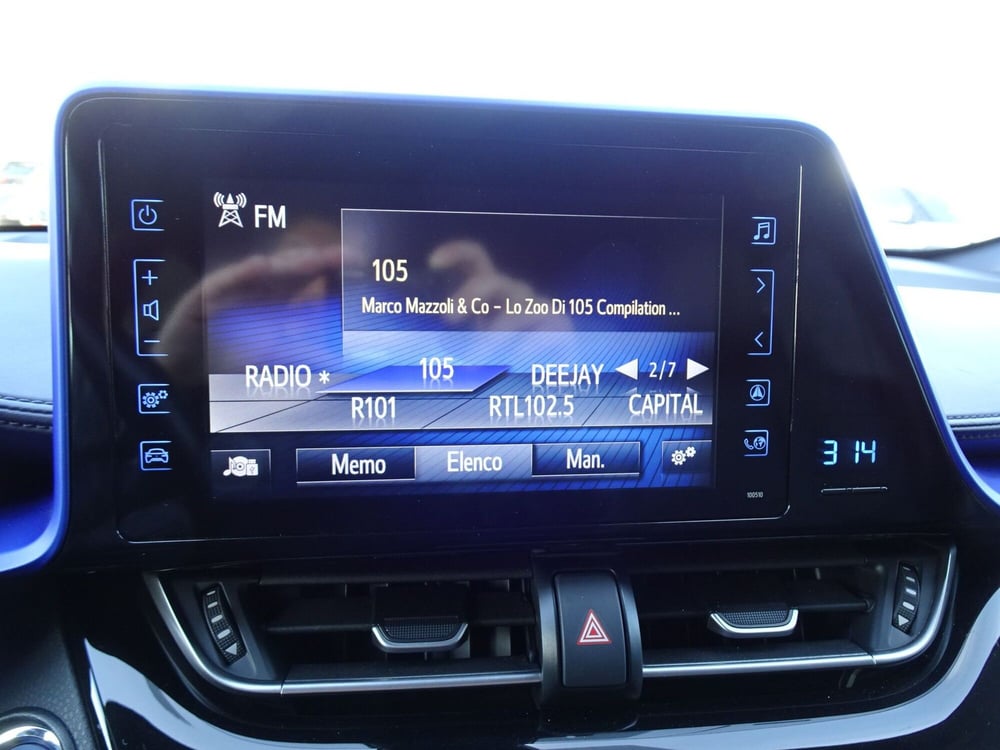 FM
105
Marco Mazzoli & Co - Lo Zoo Di 105 Compilation ...
RADIO * 105 DEEJAY 2/7
R101 RTL102.5 CAPITAL
Memo Elenco Man.
3 14
100510